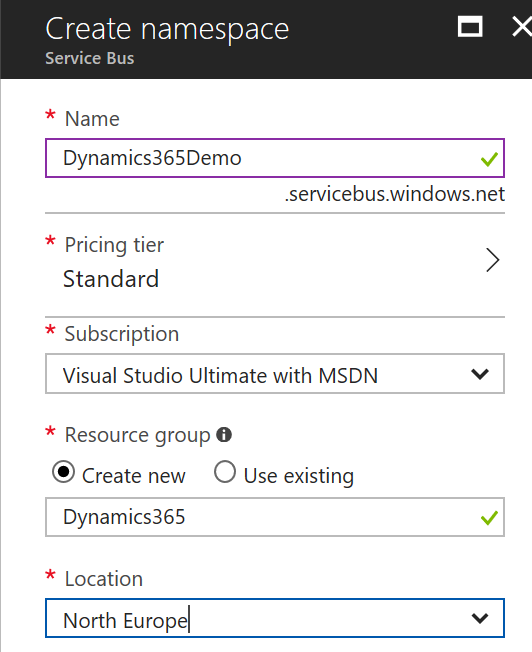 Create namespace
Service Bus
* Name
Dynamics365Demo
.servicebus.windows.net
* Pricing tier
Standard
* Subscription
Visual Studio Ultimate with MSDN
* Resource group
Create new Use existing
Dynamics365
* Location
North Europe